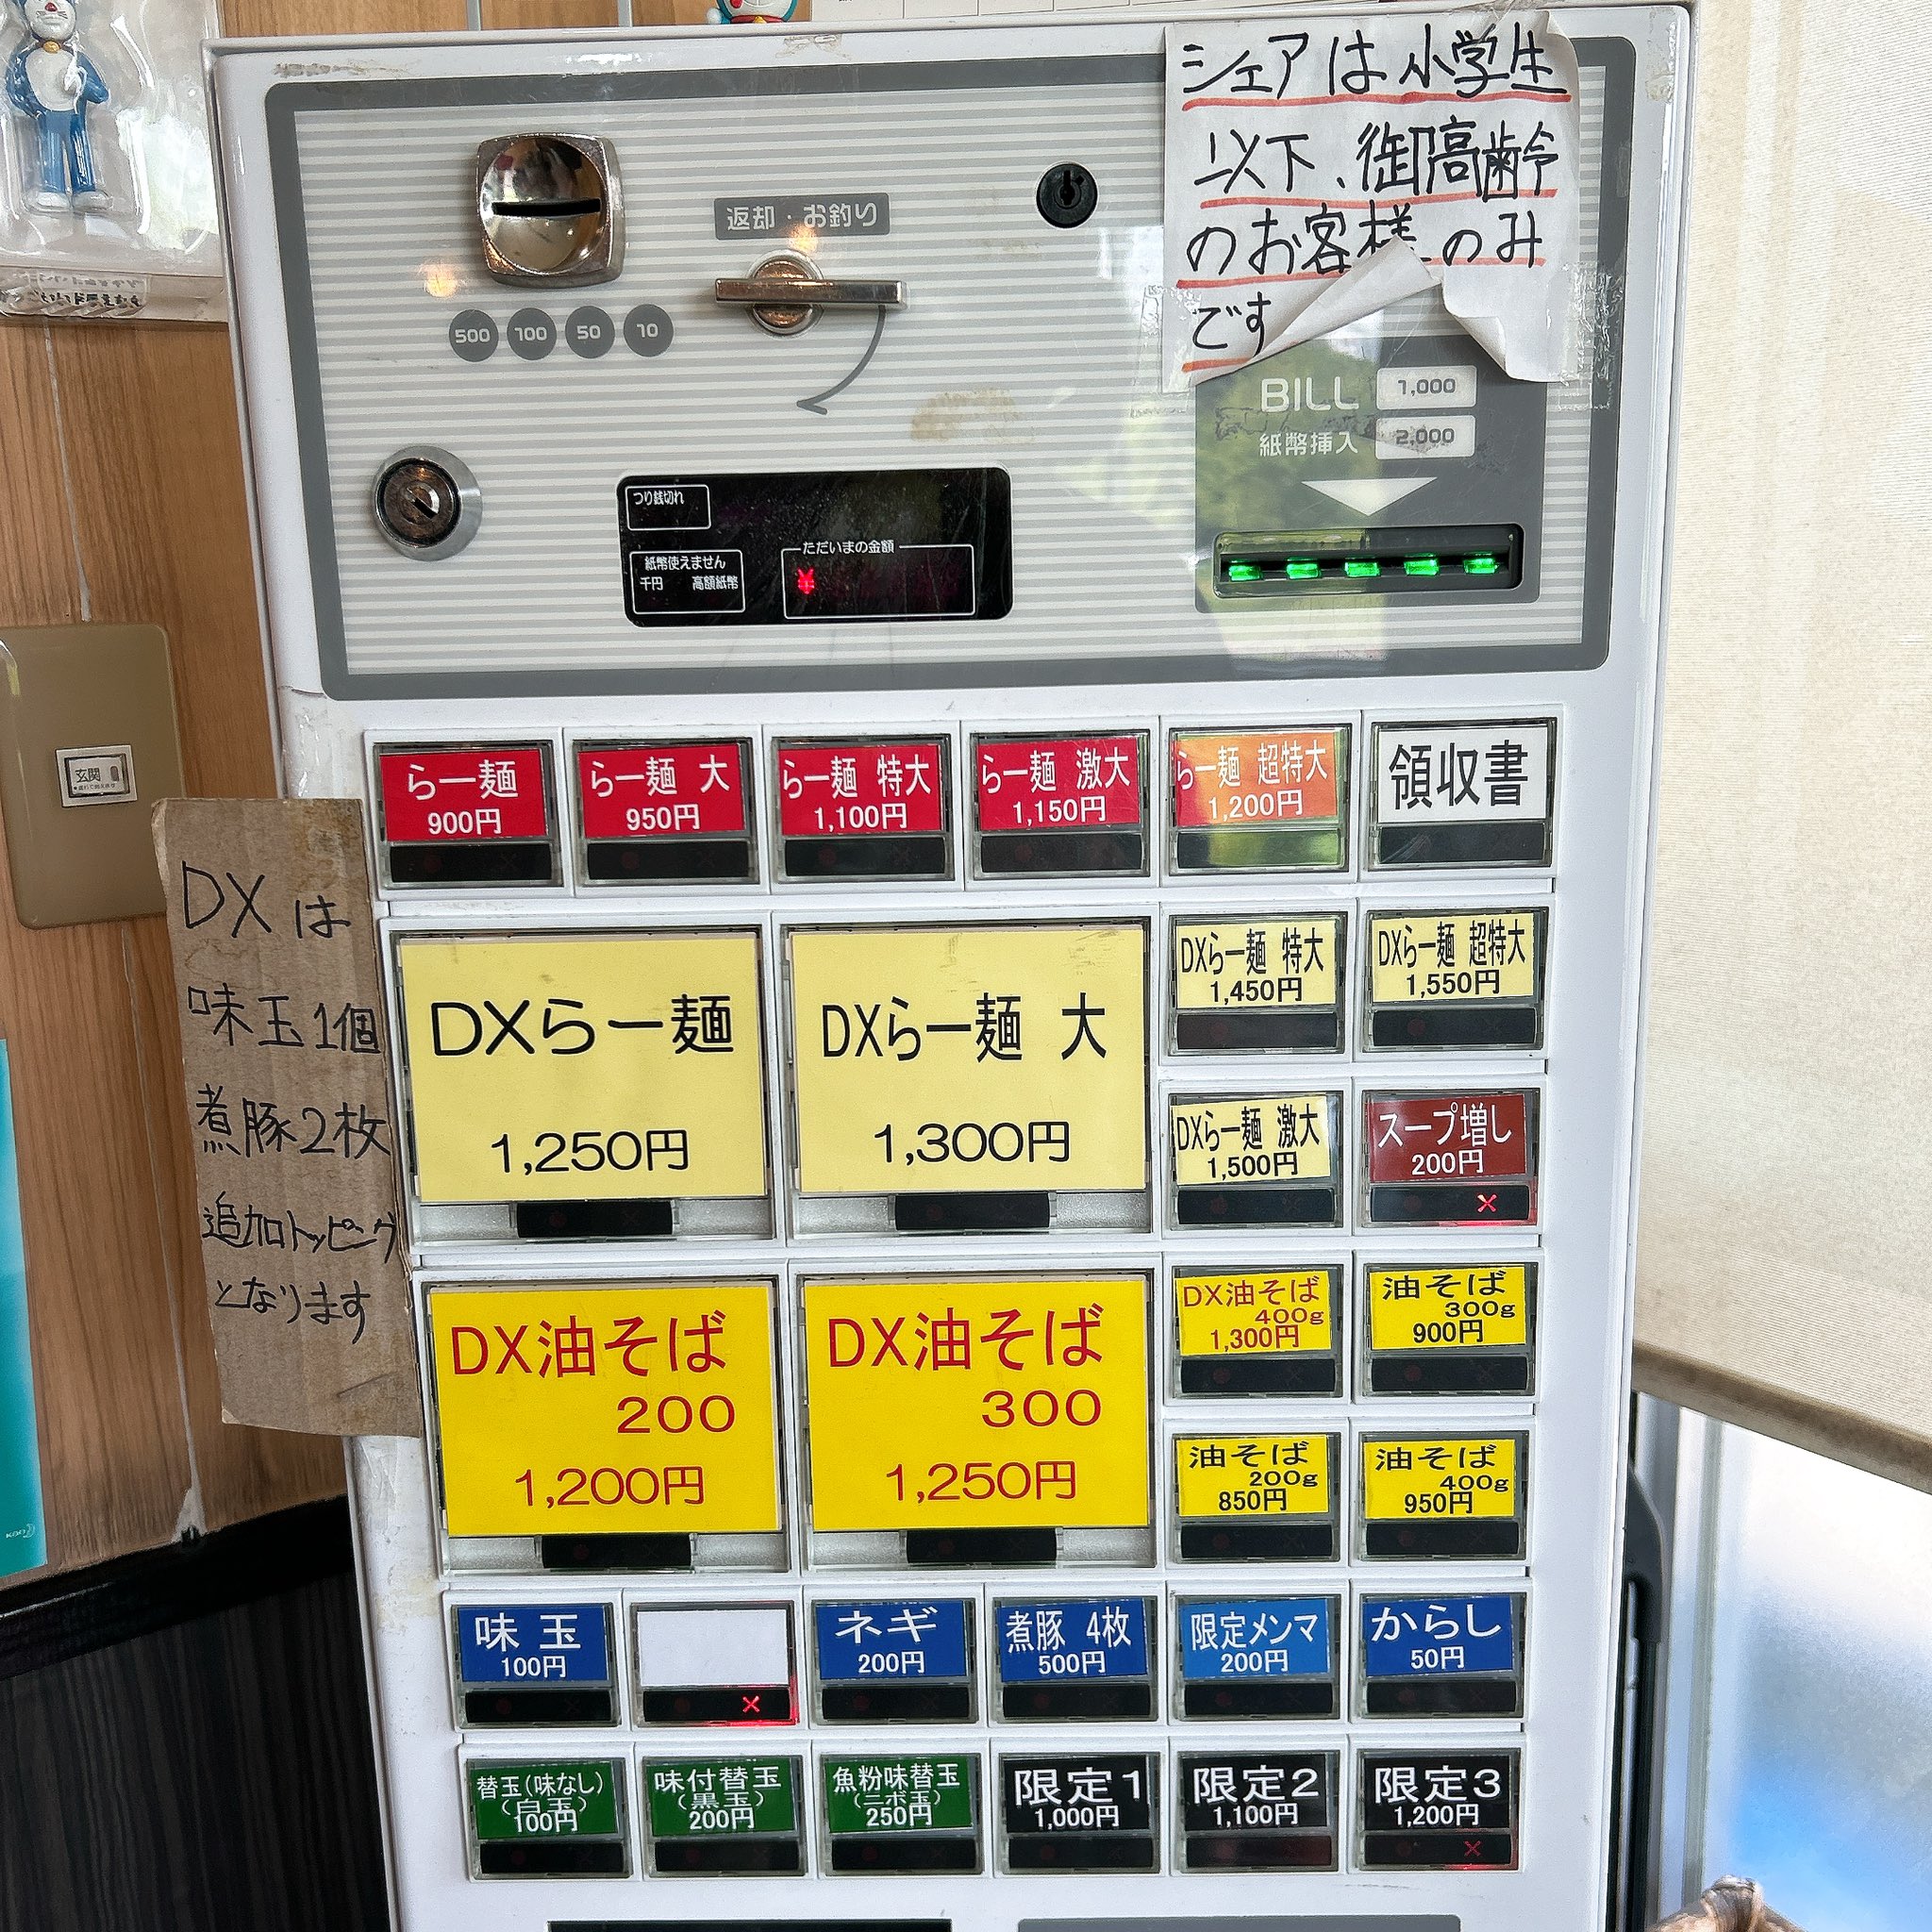 シェアは小学生
以下、御高齢
のお客様のみ
です
返却・お釣り
500 100 50 10
BILL 1,000
紙幣挿入 2,000
つり銭切れ
紙幣使えません
千円 高額紙幣
ただいまの金額
¥
玄関
らー麺
900円
らー麺 大
950円
らー麺 特大
1,100円
らー麺 激大
1,150円
らー麺 超特大
1,200円
領収書
DXは
味玉1個
煮豚2枚
追加トッピング
となります
DXらー麺
1,250円
DXらー麺 大
1,300円
DXらー麺 特大
1,450円
DXらー麺 超特大
1,550円
DXらー麺 激大
1,500円
スープ増し
200円
×
DX油そば
200
1,200円
DX油そば
300
1,250円
DX油そば
400g
1,300円
油そば
300g
900円
油そば
200g
850円
油そば
400g
950円
味玉
100円
×
ネギ
200円
煮豚 4枚
500円
限定メンマ
200円
からし
50円
替玉(味なし)
(白玉)
100円
味付替玉
(黒玉)
200円
魚粉味替玉
(ニボ玉)
250円
限定1
1,000円
限定2
1,100円
限定3
1,200円
×